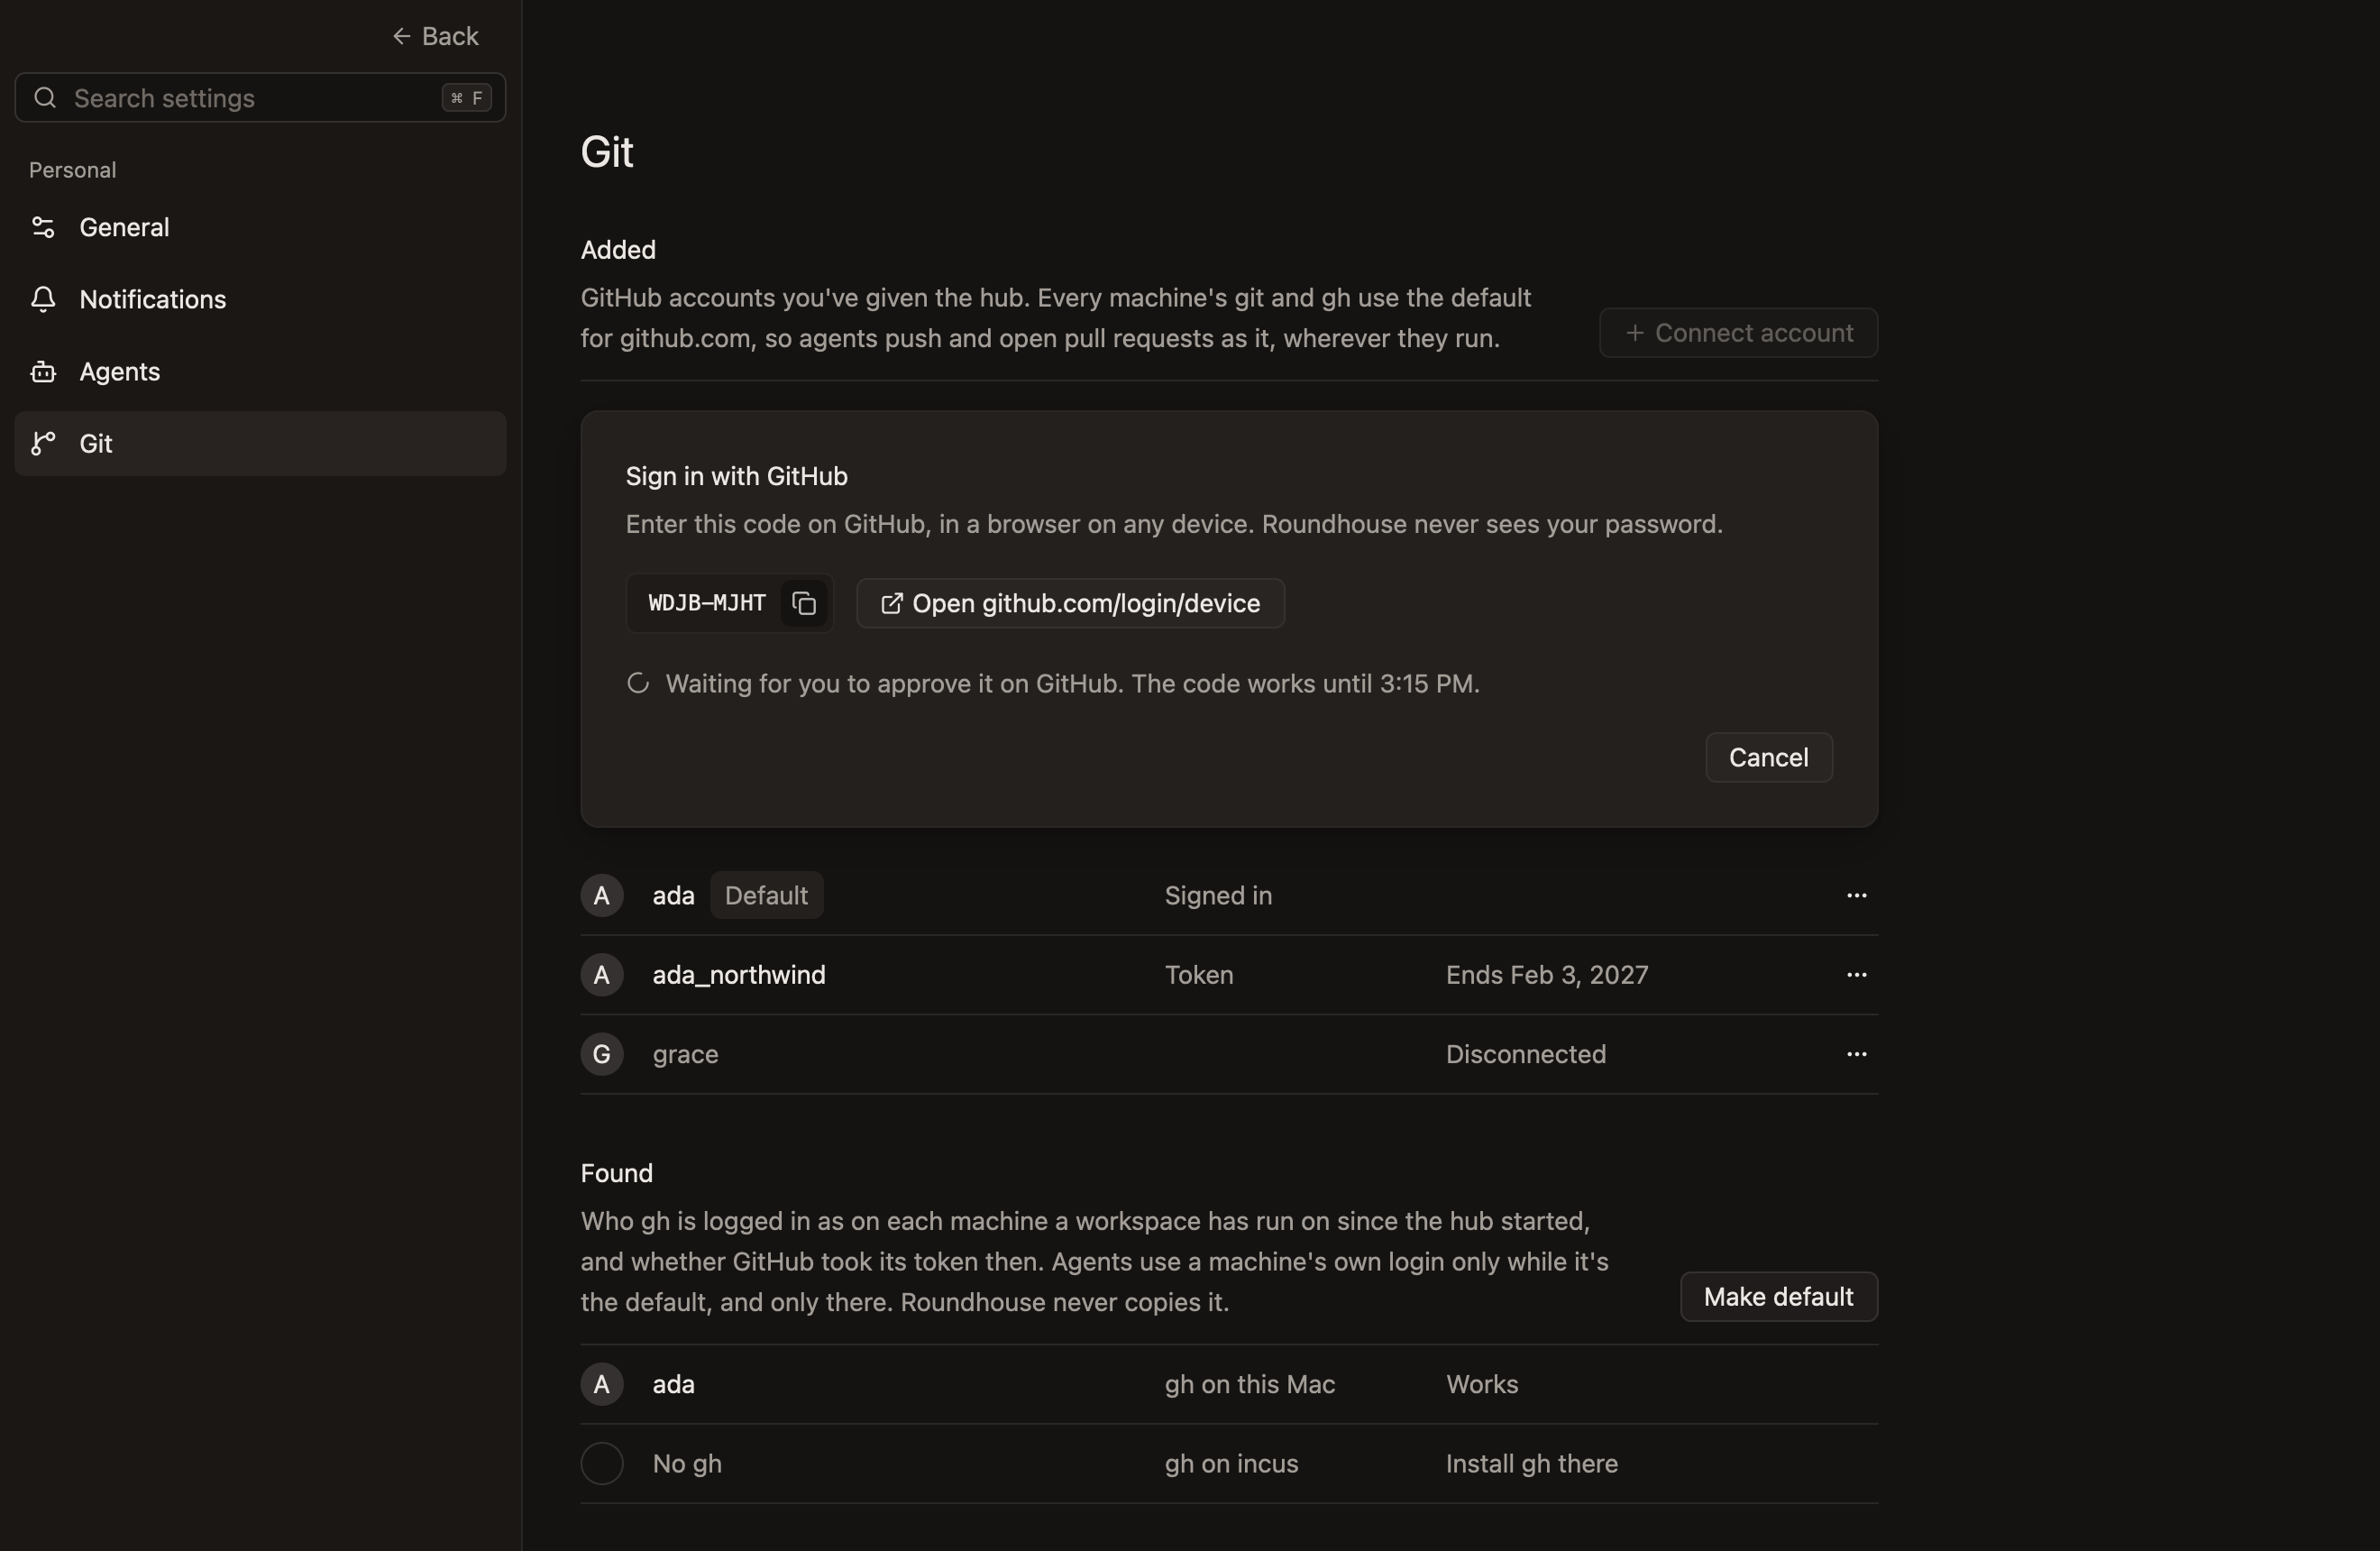 Back
Search settings
⌘ F
Personal
General
Notifications
Agents
Git
Git
Added
GitHub accounts you've given the hub. Every machine's git and gh use the default
for github.com, so agents push and open pull requests as it, wherever they run.
+ Connect account
Sign in with GitHub
Enter this code on GitHub, in a browser on any device. Roundhouse never sees your password.
WDJB-MJHT
Open github.com/login/device
Waiting for you to approve it on GitHub. The code works until 3:15 PM.
Cancel
A ada Default Signed in
A ada_northwind Token Ends Feb 3, 2027
G grace Disconnected
Found
Who gh is logged in as on each machine a workspace has run on since the hub started,
and whether GitHub took its token then. Agents use a machine's own login only while it's
the default, and only there. Roundhouse never copies it.
Make default
A ada gh on this Mac Works
No gh gh on incus Install gh there